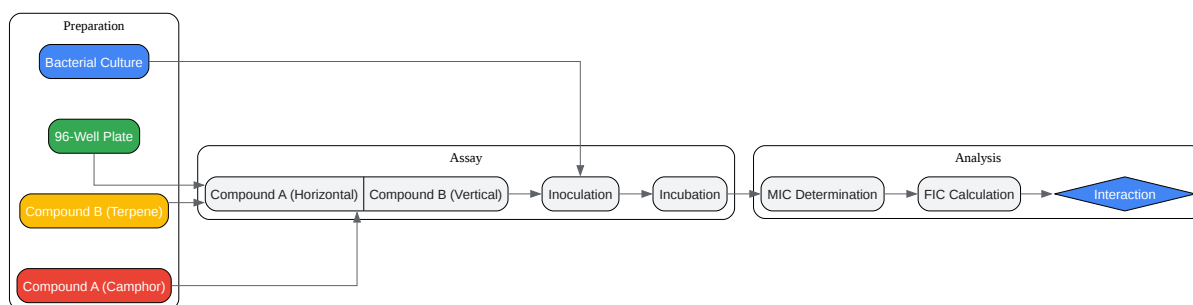 Preparation
Bacterial Culture
96-Well Plate
Compound B (Terpene)
Compound A (Camphor)
Assay
Compound A (Horizontal)
Compound B (Vertical)
Inoculation
Incubation
Analysis
MIC Determination
FIC Calculation
Interaction